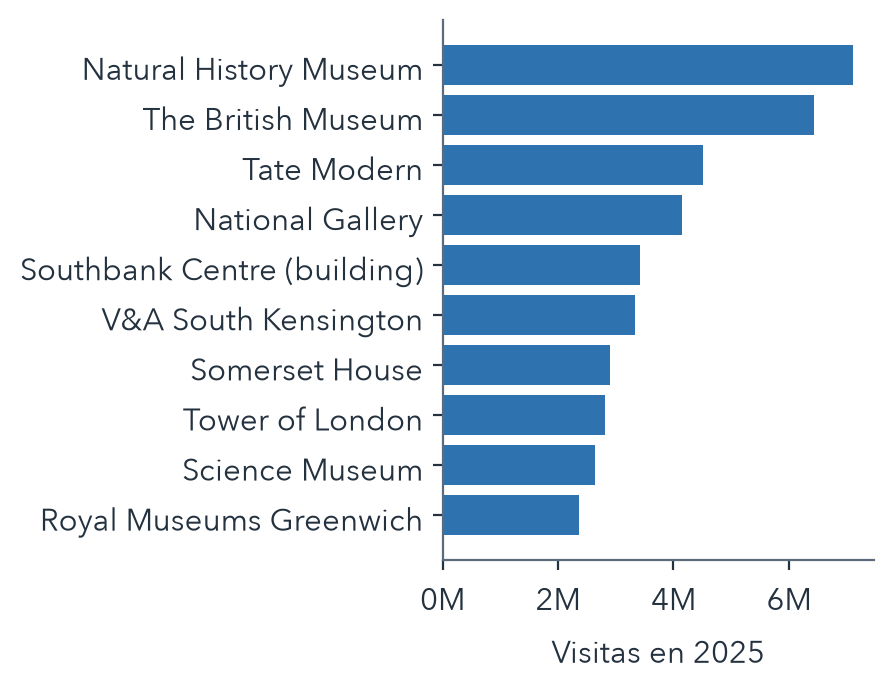 Natural History Museum
The British Museum
Tate Modern
National Gallery
Southbank Centre (building)
V&A South Kensington
Somerset House
Tower of London
Science Museum
Royal Museums Greenwich
0M 2M 4M 6M
Visitas en 2025